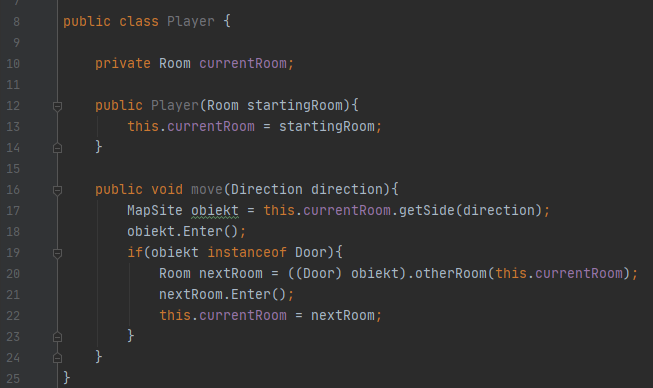 8 public class Player {
9
10     private Room currentRoom;
11
12     public Player(Room startingRoom){
13         this.currentRoom = startingRoom;
14     }
15
16     public void move(Direction direction){
17         MapSite obiekt = this.currentRoom.getSide(direction);
18         obiekt.Enter();
19         if(obiekt instanceof Door){
20             Room nextRoom = ((Door) obiekt).otherRoom(this.currentRoom);
21             nextRoom.Enter();
22             this.currentRoom = nextRoom;
23         }
24     }
25 }